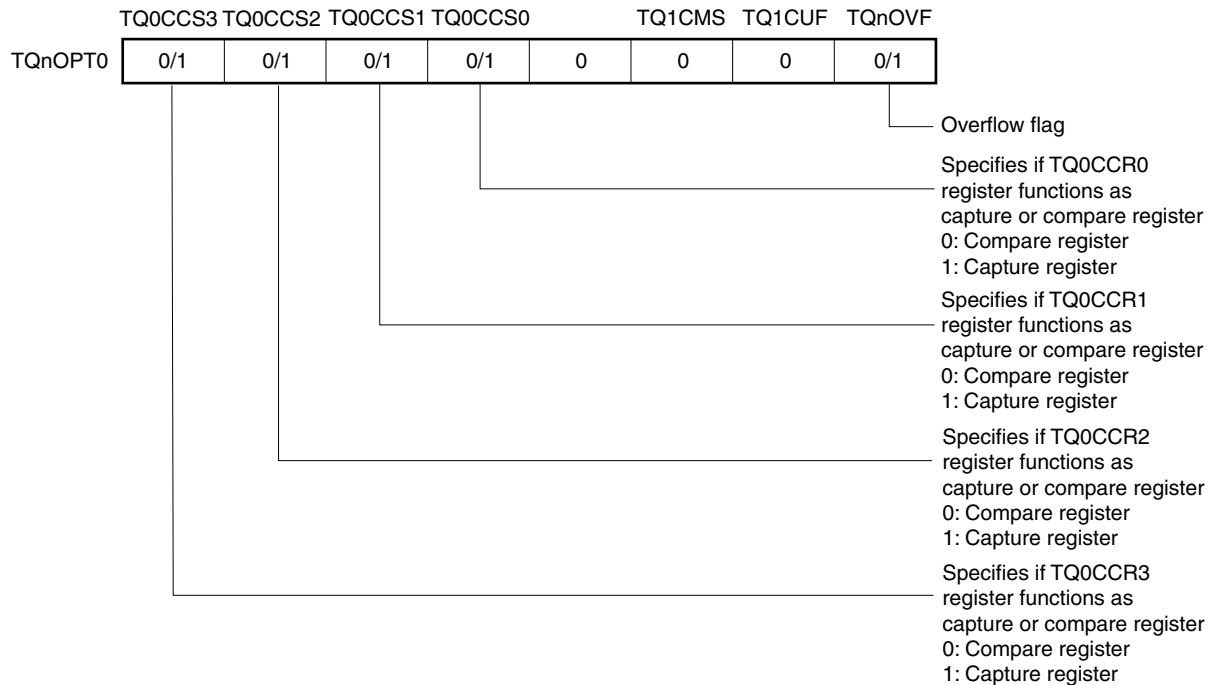 TQ0CCS3 TQ0CCS2 TQ0CCS1 TQ0CCS0 TQ1CMS TQ1CUF TQnOVF
TQnOPT0 0/1 0/1 0/1 0/1 0 0 0 0/1
Overflow flag
Specifies if TQ0CCR0
register functions as
capture or compare register
0: Compare register
1: Capture register
Specifies if TQ0CCR1
register functions as
capture or compare register
0: Compare register
1: Capture register
Specifies if TQ0CCR2
register functions as
capture or compare register
0: Compare register
1: Capture register
Specifies if TQ0CCR3
register functions as
capture or compare register
0: Compare register
1: Capture register